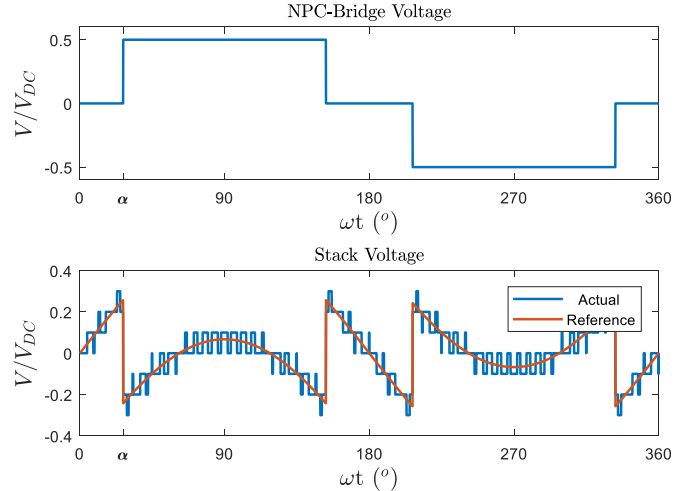 NPC-Bridge Voltage
V/V_DC
0.5
0
-0.5
0 α 90 180 270 360
ωt (°)
Stack Voltage
V/V_DC
0.4
0.2
0
-0.2
-0.4
Actual
Reference
0 α 90 180 270 360
ωt (°)